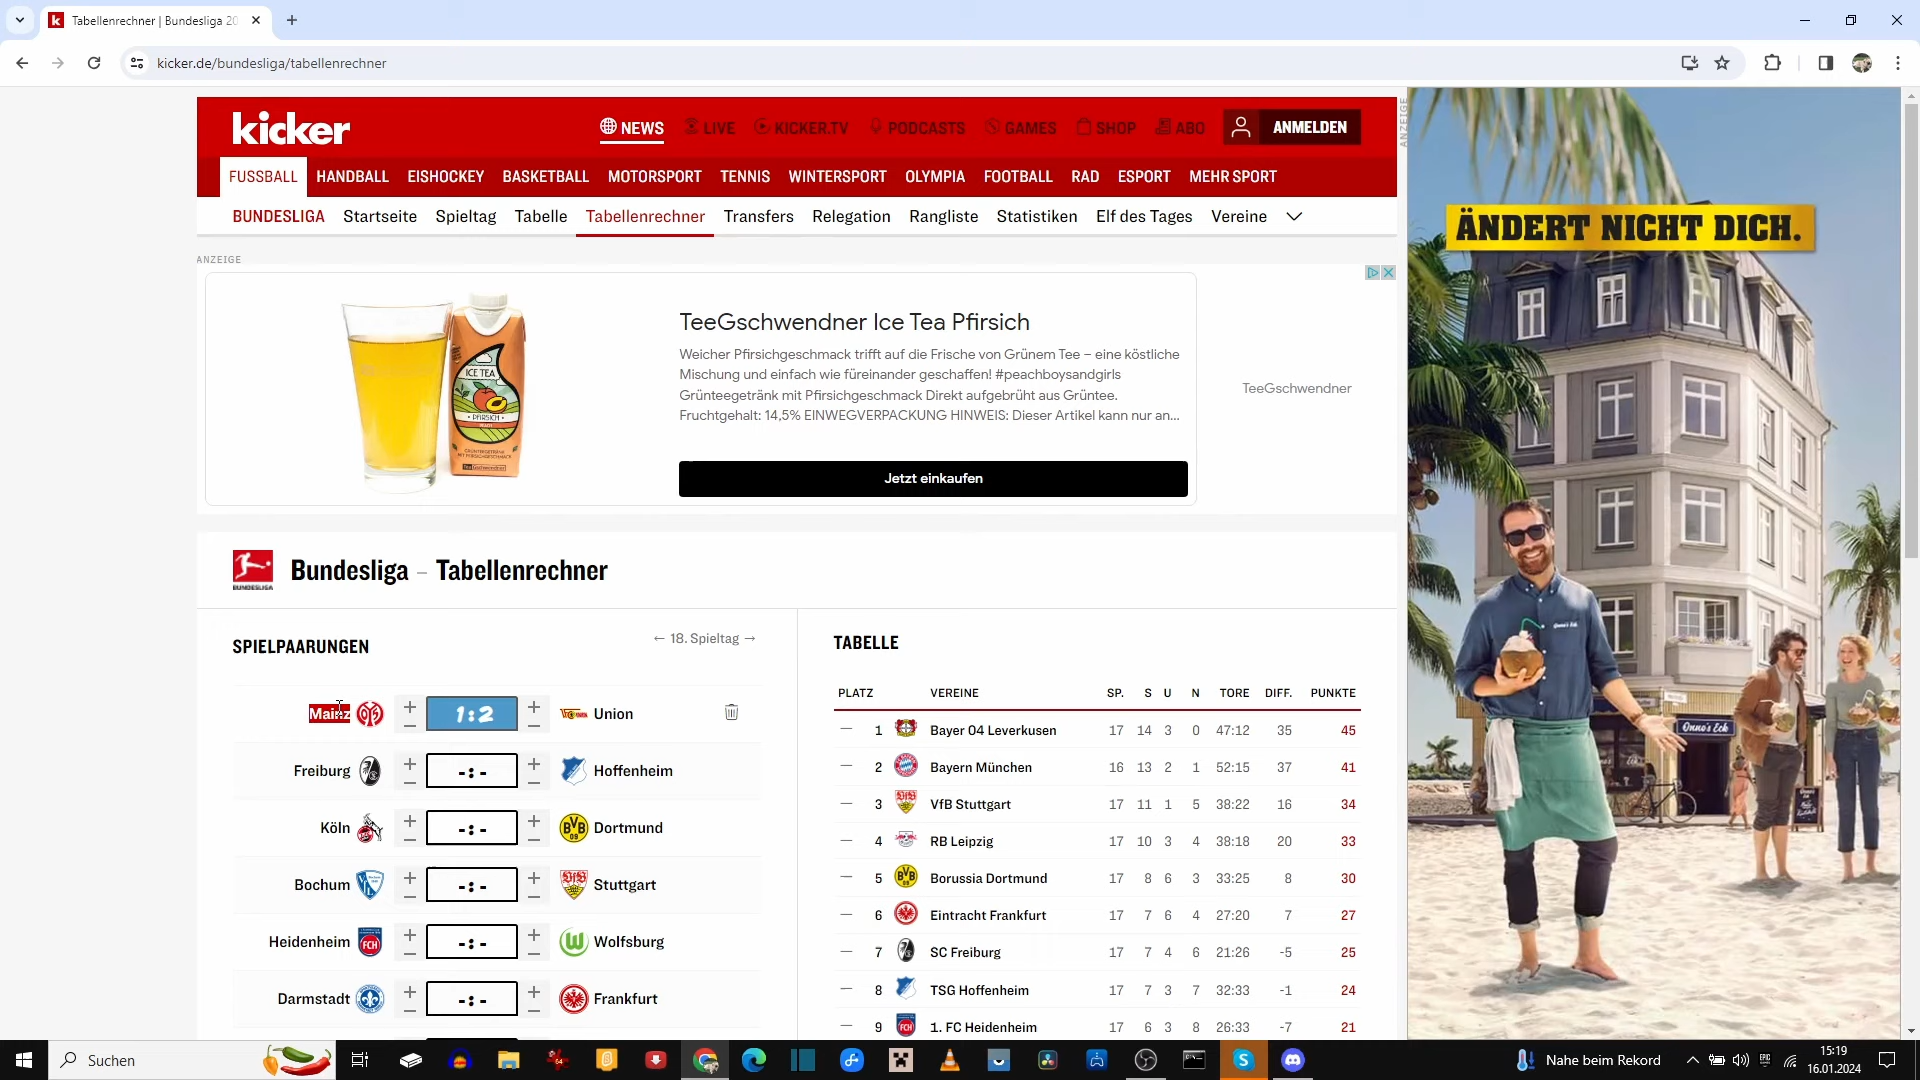 Tabellenrechner | Bundesliga 20
kicker.de/bundesliga/tabellenrechner
kicker
NEWS LIVE KICKER.TV PODCASTS GAMES SHOP ABO ANMELDEN
FUSSBALL HANDBALL EISHOCKEY BASKETBALL MOTORSPORT TENNIS WINTERSPORT OLYMPIA FOOTBALL RAD ESPORT MEHR SPORT
BUNDESLIGA Startseite Spieltag Tabelle Tabellenrechner Transfers Relegation Rangliste Statistiken Elf des Tages Vereine
ANZEIGE
TeeGschwendner Ice Tea Pfirsich
Weicher Pfirsichgeschmack trifft auf die Frische von Grünem Tee – eine köstliche
Mischung und einfach wie füreinander geschaffen! #peachboysandgirls
Grünteegetränk mit Pfirsichgeschmack Direkt aufgebrüht aus Grüntee.
Fruchtgehalt: 14,5% EINWEGVERPACKUNG HINWEIS: Dieser Artikel kann nur an...
TeeGschwendner
Jetzt einkaufen
ICE TEA
PFIRSICH
ANZEIGE
ÄNDERT NICHT DICH.
Onno's Eck
Onno's Eck
BUNDESLIGA
Bundesliga – Tabellenrechner
SPIELPAARUNGEN
← 18. Spieltag →
Mainz + − 1:2 + − Union
Freiburg + − -:- + − Hoffenheim
Köln + − -:- + − Dortmund
Bochum + − -:- + − Stuttgart
Heidenheim + − -:- + − Wolfsburg
Darmstadt + − -:- + − Frankfurt
TABELLE
PLATZ VEREINE SP. S U N TORE DIFF. PUNKTE
— 1 Bayer 04 Leverkusen 17 14 3 0 47:12 35 45
— 2 Bayern München 16 13 2 1 52:15 37 41
— 3 VfB Stuttgart 17 11 1 5 38:22 16 34
— 4 RB Leipzig 17 10 3 4 38:18 20 33
— 5 Borussia Dortmund 17 8 6 3 33:25 8 30
— 6 Eintracht Frankfurt 17 7 6 4 27:20 7 27
— 7 SC Freiburg 17 7 4 6 21:26 -5 25
— 8 TSG Hoffenheim 17 7 3 7 32:33 -1 24
— 9 1. FC Heidenheim 17 6 3 8 26:33 -7 21
Suchen
Nahe beim Rekord
15:19
16.01.2024